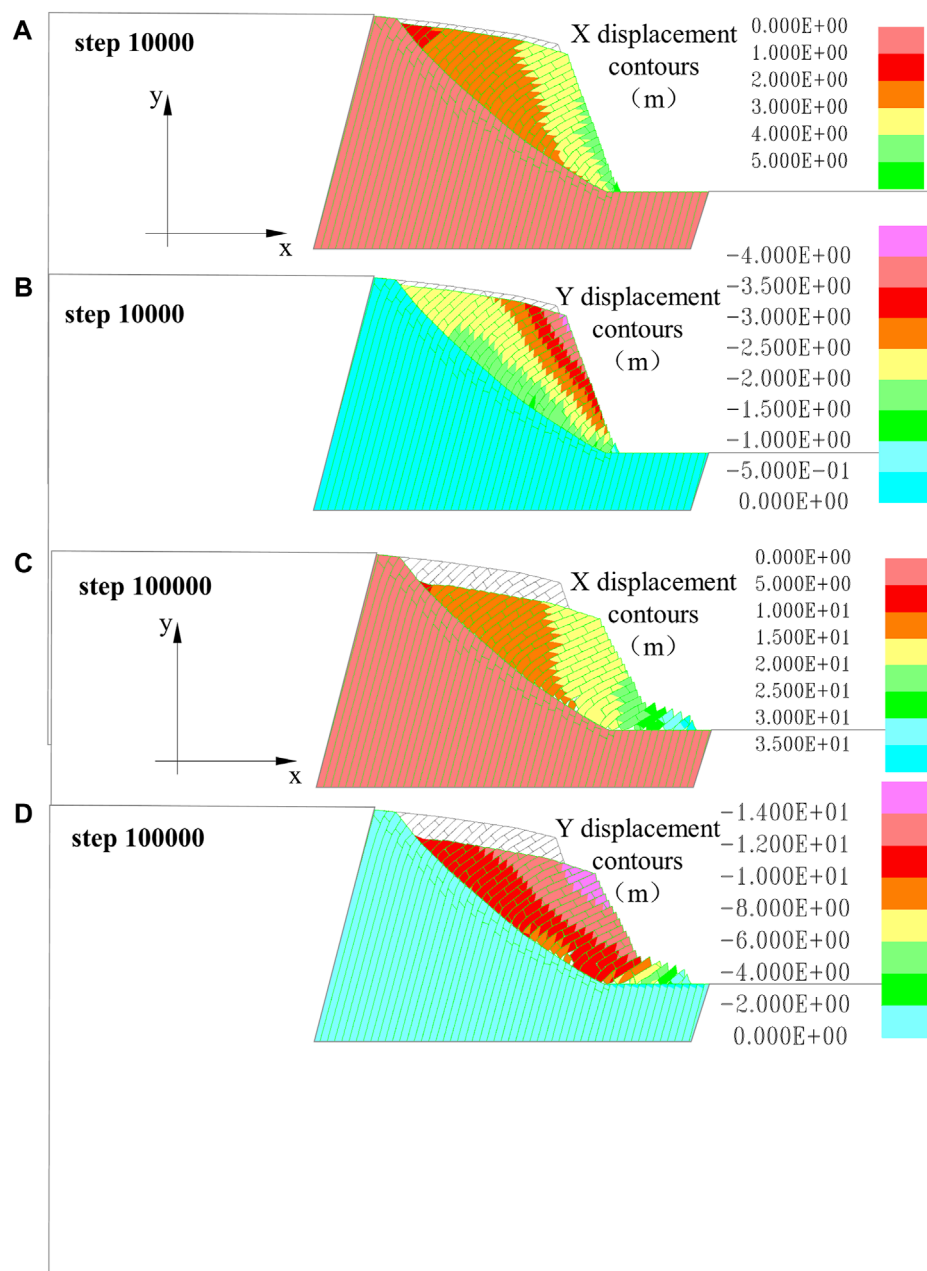 A
step 10000
y
x
X displacement
contours
(m)
0.000E+00
1.000E+00
2.000E+00
3.000E+00
4.000E+00
5.000E+00
B
step 10000
Y displacement
contours
(m)
-4.000E+00
-3.500E+00
-3.000E+00
-2.500E+00
-2.000E+00
-1.500E+00
-1.000E+00
-5.000E-01
0.000E+00
C
step 100000
y
x
X displacement
contours
(m)
0.000E+00
5.000E+00
1.000E+01
1.500E+01
2.000E+01
2.500E+01
3.000E+01
3.500E+01
D
step 100000
Y displacement
contours
(m)
-1.400E+01
-1.200E+01
-1.000E+01
-8.000E+00
-6.000E+00
-4.000E+00
-2.000E+00
0.000E+00